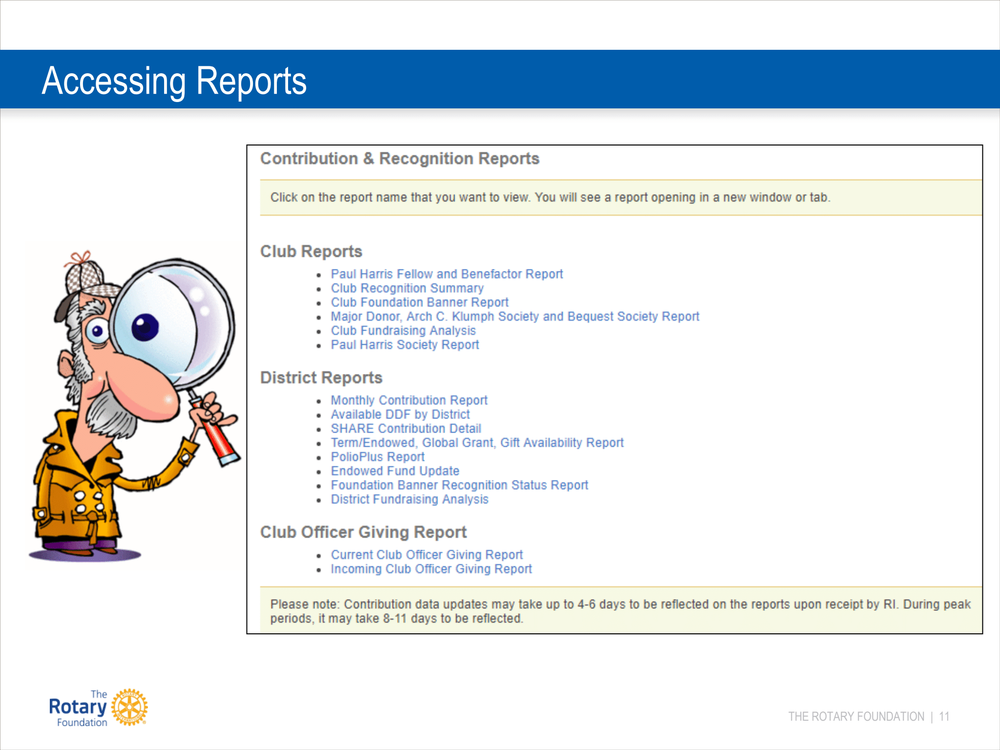 Accessing Reports
Contribution & Recognition Reports
Click on the report name that you want to view. You will see a report opening in a new window or tab.
Club Reports
• Paul Harris Fellow and Benefactor Report
• Club Recognition Summary
• Club Foundation Banner Report
• Major Donor, Arch C. Klumph Society and Bequest Society Report
• Club Fundraising Analysis
• Paul Harris Society Report
District Reports
• Monthly Contribution Report
• Available DDF by District
• SHARE Contribution Detail
• Term/Endowed, Global Grant, Gift Availability Report
• PolioPlus Report
• Endowed Fund Update
• Foundation Banner Recognition Status Report
• District Fundraising Analysis
Club Officer Giving Report
• Current Club Officer Giving Report
• Incoming Club Officer Giving Report
Please note: Contribution data updates may take up to 4-6 days to be reflected on the reports upon receipt by RI. During peak
periods, it may take 8-11 days to be reflected.
The
Rotary
Foundation
ROTARY
INTERNATIONAL
THE ROTARY FOUNDATION | 11